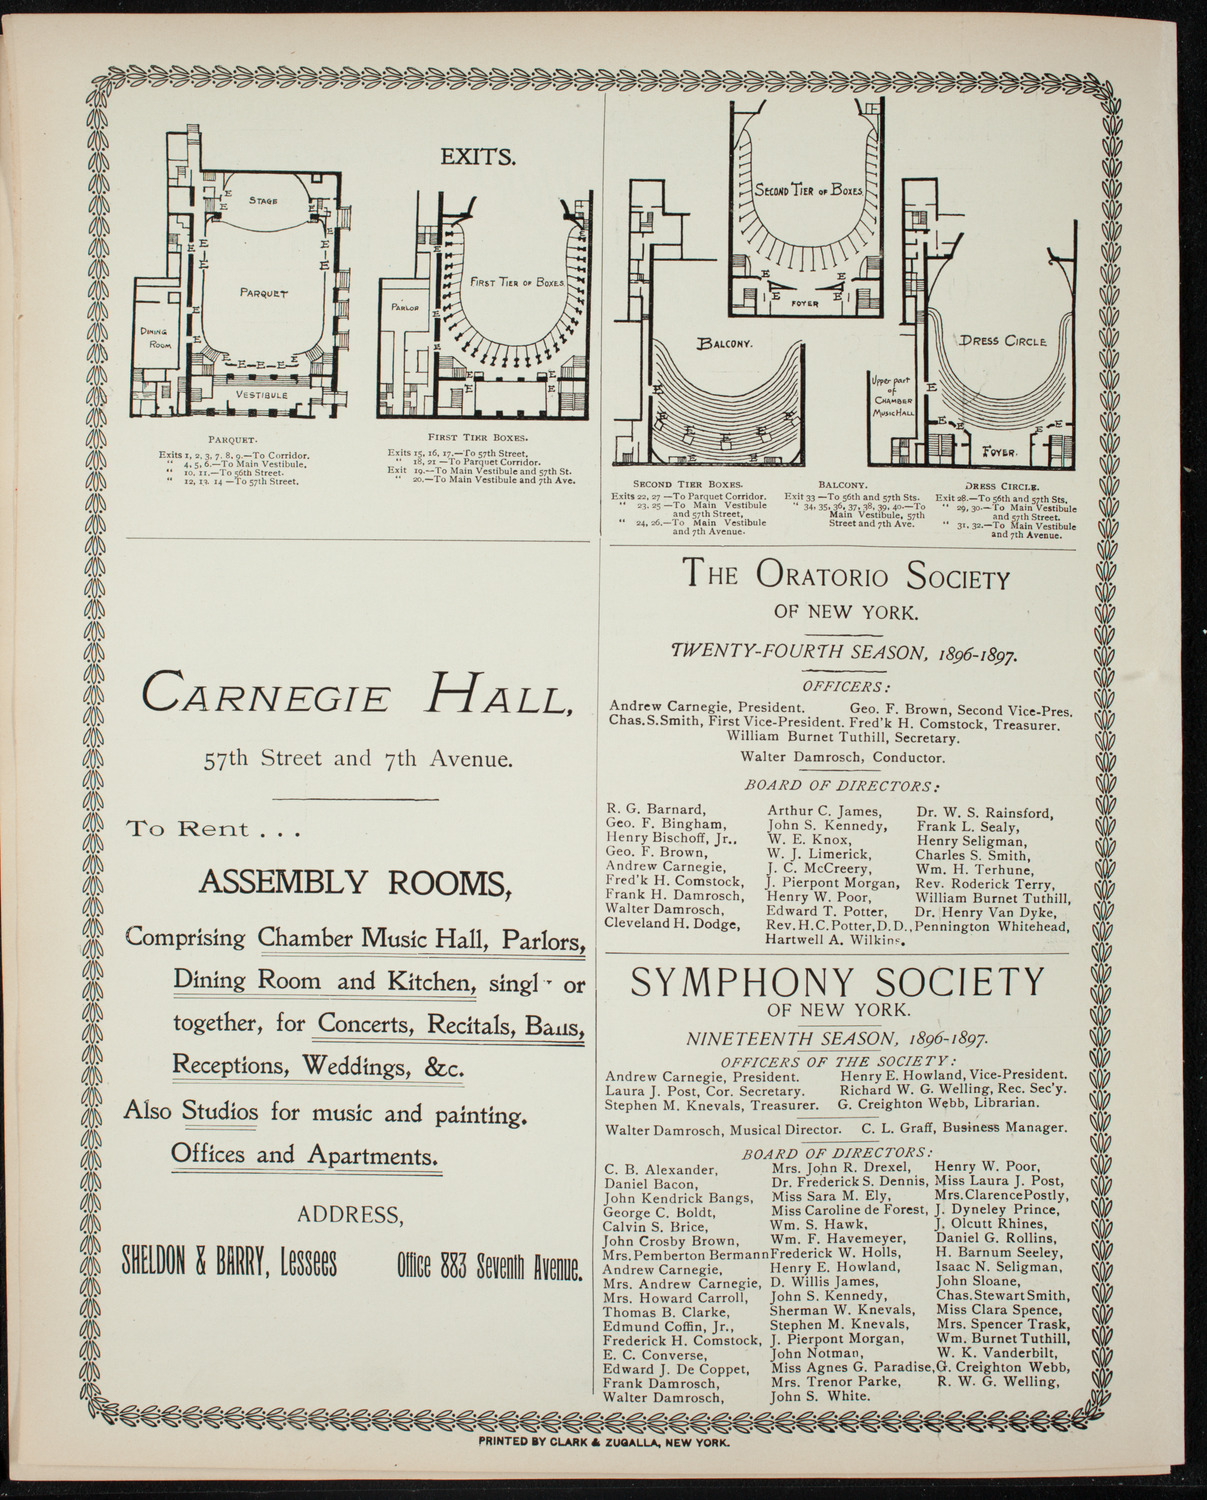 EXITS.
STAGE
PARQUET
DINING
ROOM
VESTIBULE
PARQUET.
Exits 1, 2, 3, 7, 8, 9.—To Corridor.
" 4, 5, 6.—To Main Vestibule.
" 10, 11.—To 56th Street.
" 12, 13, 14 —To 57th Street.
FIRST TIER OF BOXES.
PARLOR
FIRST TIER BOXES.
Exits 15, 16, 17.—To 57th Street.
" 18, 21 —To Parquet Corridor.
Exit 19.—To Main Vestibule and 57th St.
" 20.—To Main Vestibule and 7th Ave.
SECOND TIER OF BOXES.
FOYER
BALCONY.
DRESS CIRCLE
Upper part
of
CHAMBER
MUSIC HALL
FOYER.
SECOND TIER BOXES.
Exits 22, 27 —To Parquet Corridor.
" 23, 25 —To Main Vestibule
and 57th Street,
" 24, 26.—To Main Vestibule
and 7th Avenue.
BALCONY.
Exit 33 —To 56th and 57th Sts.
" 34, 35, 36, 37, 38, 39, 40.—To
Main Vestibule, 57th
Street and 7th Ave.
DRESS CIRCLE.
Exit 28.—To 56th and 57th Sts.
" 29, 30.—To Main Vestibule
and 57th Street.
" 31, 32.—To Main Vestibule
and 7th Avenue.
CARNEGIE HALL,
57th Street and 7th Avenue.
To Rent . . .
ASSEMBLY ROOMS,
Comprising Chamber Music Hall, Parlors,
Dining Room and Kitchen, singl or
together, for Concerts, Recitals, Balls,
Receptions, Weddings, &c.
Also Studios for music and painting.
Offices and Apartments.
ADDRESS,
SHELDON & BARRY, Lessees Office 883 Seventh Avenue.
THE ORATORIO SOCIETY
OF NEW YORK.
TWENTY-FOURTH SEASON, 1896-1897.
OFFICERS:
Andrew Carnegie, President. Geo. F. Brown, Second Vice-Pres.
Chas. S. Smith, First Vice-President. Fred'k H. Comstock, Treasurer.
William Burnet Tuthill, Secretary.
Walter Damrosch, Conductor.
BOARD OF DIRECTORS:
R. G. Barnard, Arthur C. James, Dr. W. S. Rainsford,
Geo. F. Bingham, John S. Kennedy, Frank L. Sealy,
Henry Bischoff, Jr., W. E. Knox, Henry Seligman,
Geo. F. Brown, W. J. Limerick, Charles S. Smith,
Andrew Carnegie, J. C. McCreery, Wm. H. Terhune,
Fred'k H. Comstock, J. Pierpont Morgan, Rev. Roderick Terry,
Frank H. Damrosch, Henry W. Poor, William Burnet Tuthill,
Walter Damrosch, Edward T. Potter, Dr. Henry Van Dyke,
Cleveland H. Dodge, Rev. H. C. Potter, D. D., Pennington Whitehead,
Hartwell A. Wilkins.
SYMPHONY SOCIETY
OF NEW YORK.
NINETEENTH SEASON, 1896-1897.
OFFICERS OF THE SOCIETY:
Andrew Carnegie, President. Henry E. Howland, Vice-President.
Laura J. Post, Cor. Secretary. Richard W. G. Welling, Rec. Sec'y.
Stephen M. Knevals, Treasurer. G. Creighton Webb, Librarian.
Walter Damrosch, Musical Director. C. L. Graff, Business Manager.
BOARD OF DIRECTORS:
C. B. Alexander, Mrs. John R. Drexel, Henry W. Poor,
Daniel Bacon, Dr. Frederick S. Dennis, Miss Laura J. Post,
John Kendrick Bangs, Miss Sara M. Ely, Mrs. Clarence Postly,
George C. Boldt, Miss Caroline de Forest, J. Dyneley Prince,
Calvin S. Brice, Wm. S. Hawk, J. Olcutt Rhines,
John Crosby Brown, Wm. F. Havemeyer, Daniel G. Rollins,
Mrs. Pemberton Bermann Frederick W. Holls, H. Barnum Seeley,
Andrew Carnegie, Henry E. Howland, Isaac N. Seligman,
Mrs. Andrew Carnegie, D. Willis James, John Sloane,
Mrs. Howard Carroll, John S. Kennedy, Chas. Stewart Smith,
Thomas B. Clarke, Sherman W. Knevals, Miss Clara Spence,
Edmund Coffin, Jr., Stephen M. Knevals, Mrs. Spencer Trask,
Frederick H. Comstock, J. Pierpont Morgan, Wm. Burnet Tuthill,
E. C. Converse, John Notman, W. K. Vanderbilt,
Edward J. De Coppet, Miss Agnes G. Paradise, G. Creighton Webb,
Frank Damrosch, Mrs. Trenor Parke, R. W. G. Welling,
Walter Damrosch, John S. White.
PRINTED BY CLARK & ZUGALLA, NEW YORK.